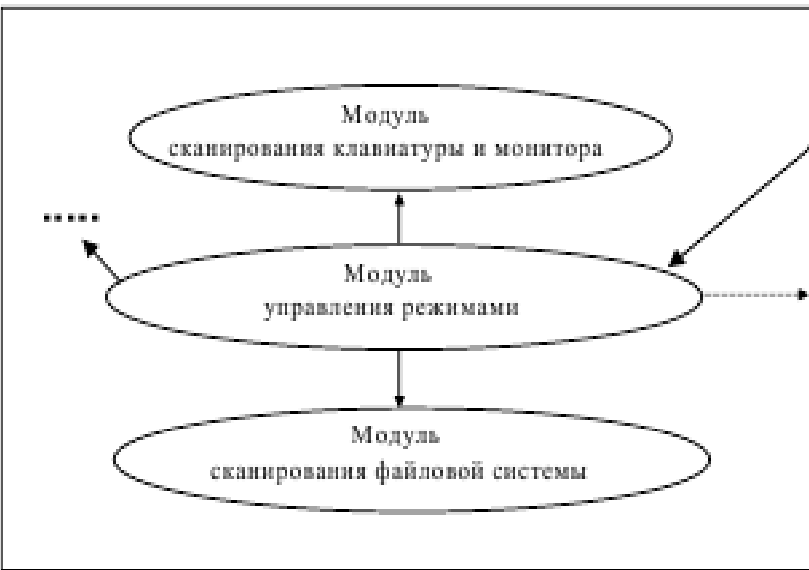 Модуль
сканирования клавиатуры и монитора
.....
Модуль
управления режимами
Модуль
сканирования файловой системы